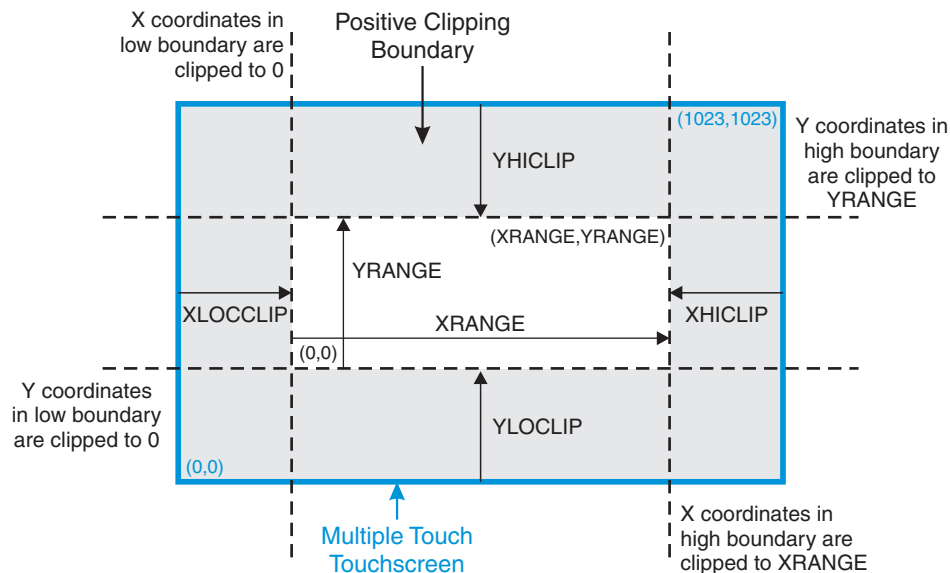 X coordinates in
low boundary are
clipped to 0
Positive Clipping
Boundary
(1023,1023)
Y coordinates in
high boundary
are clipped to
YRANGE
YHICLIP
(XRANGE,YRANGE)
YRANGE
XLOCCLIP
XRANGE
XHICLIP
(0,0)
Y coordinates
in low boundary
are clipped to 0
YLOCLIP
(0,0)
Multiple Touch
Touchscreen
X coordinates in
high boundary are
clipped to XRANGE